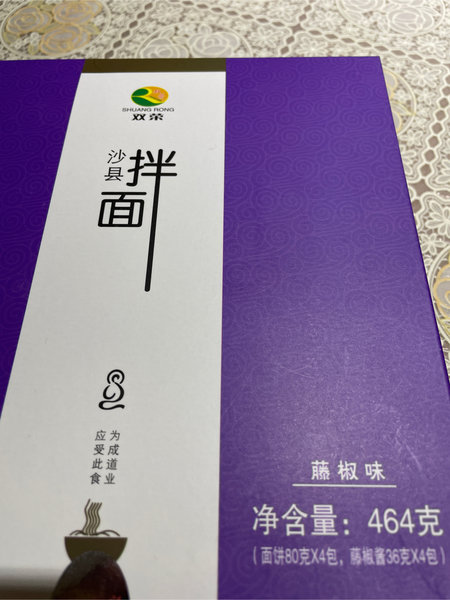 SHUANG RONG
双荣
沙县
拌面
为成道业
应受此食
藤椒味
净含量：464克
（面饼80克X4包，藤椒酱36克X4包）